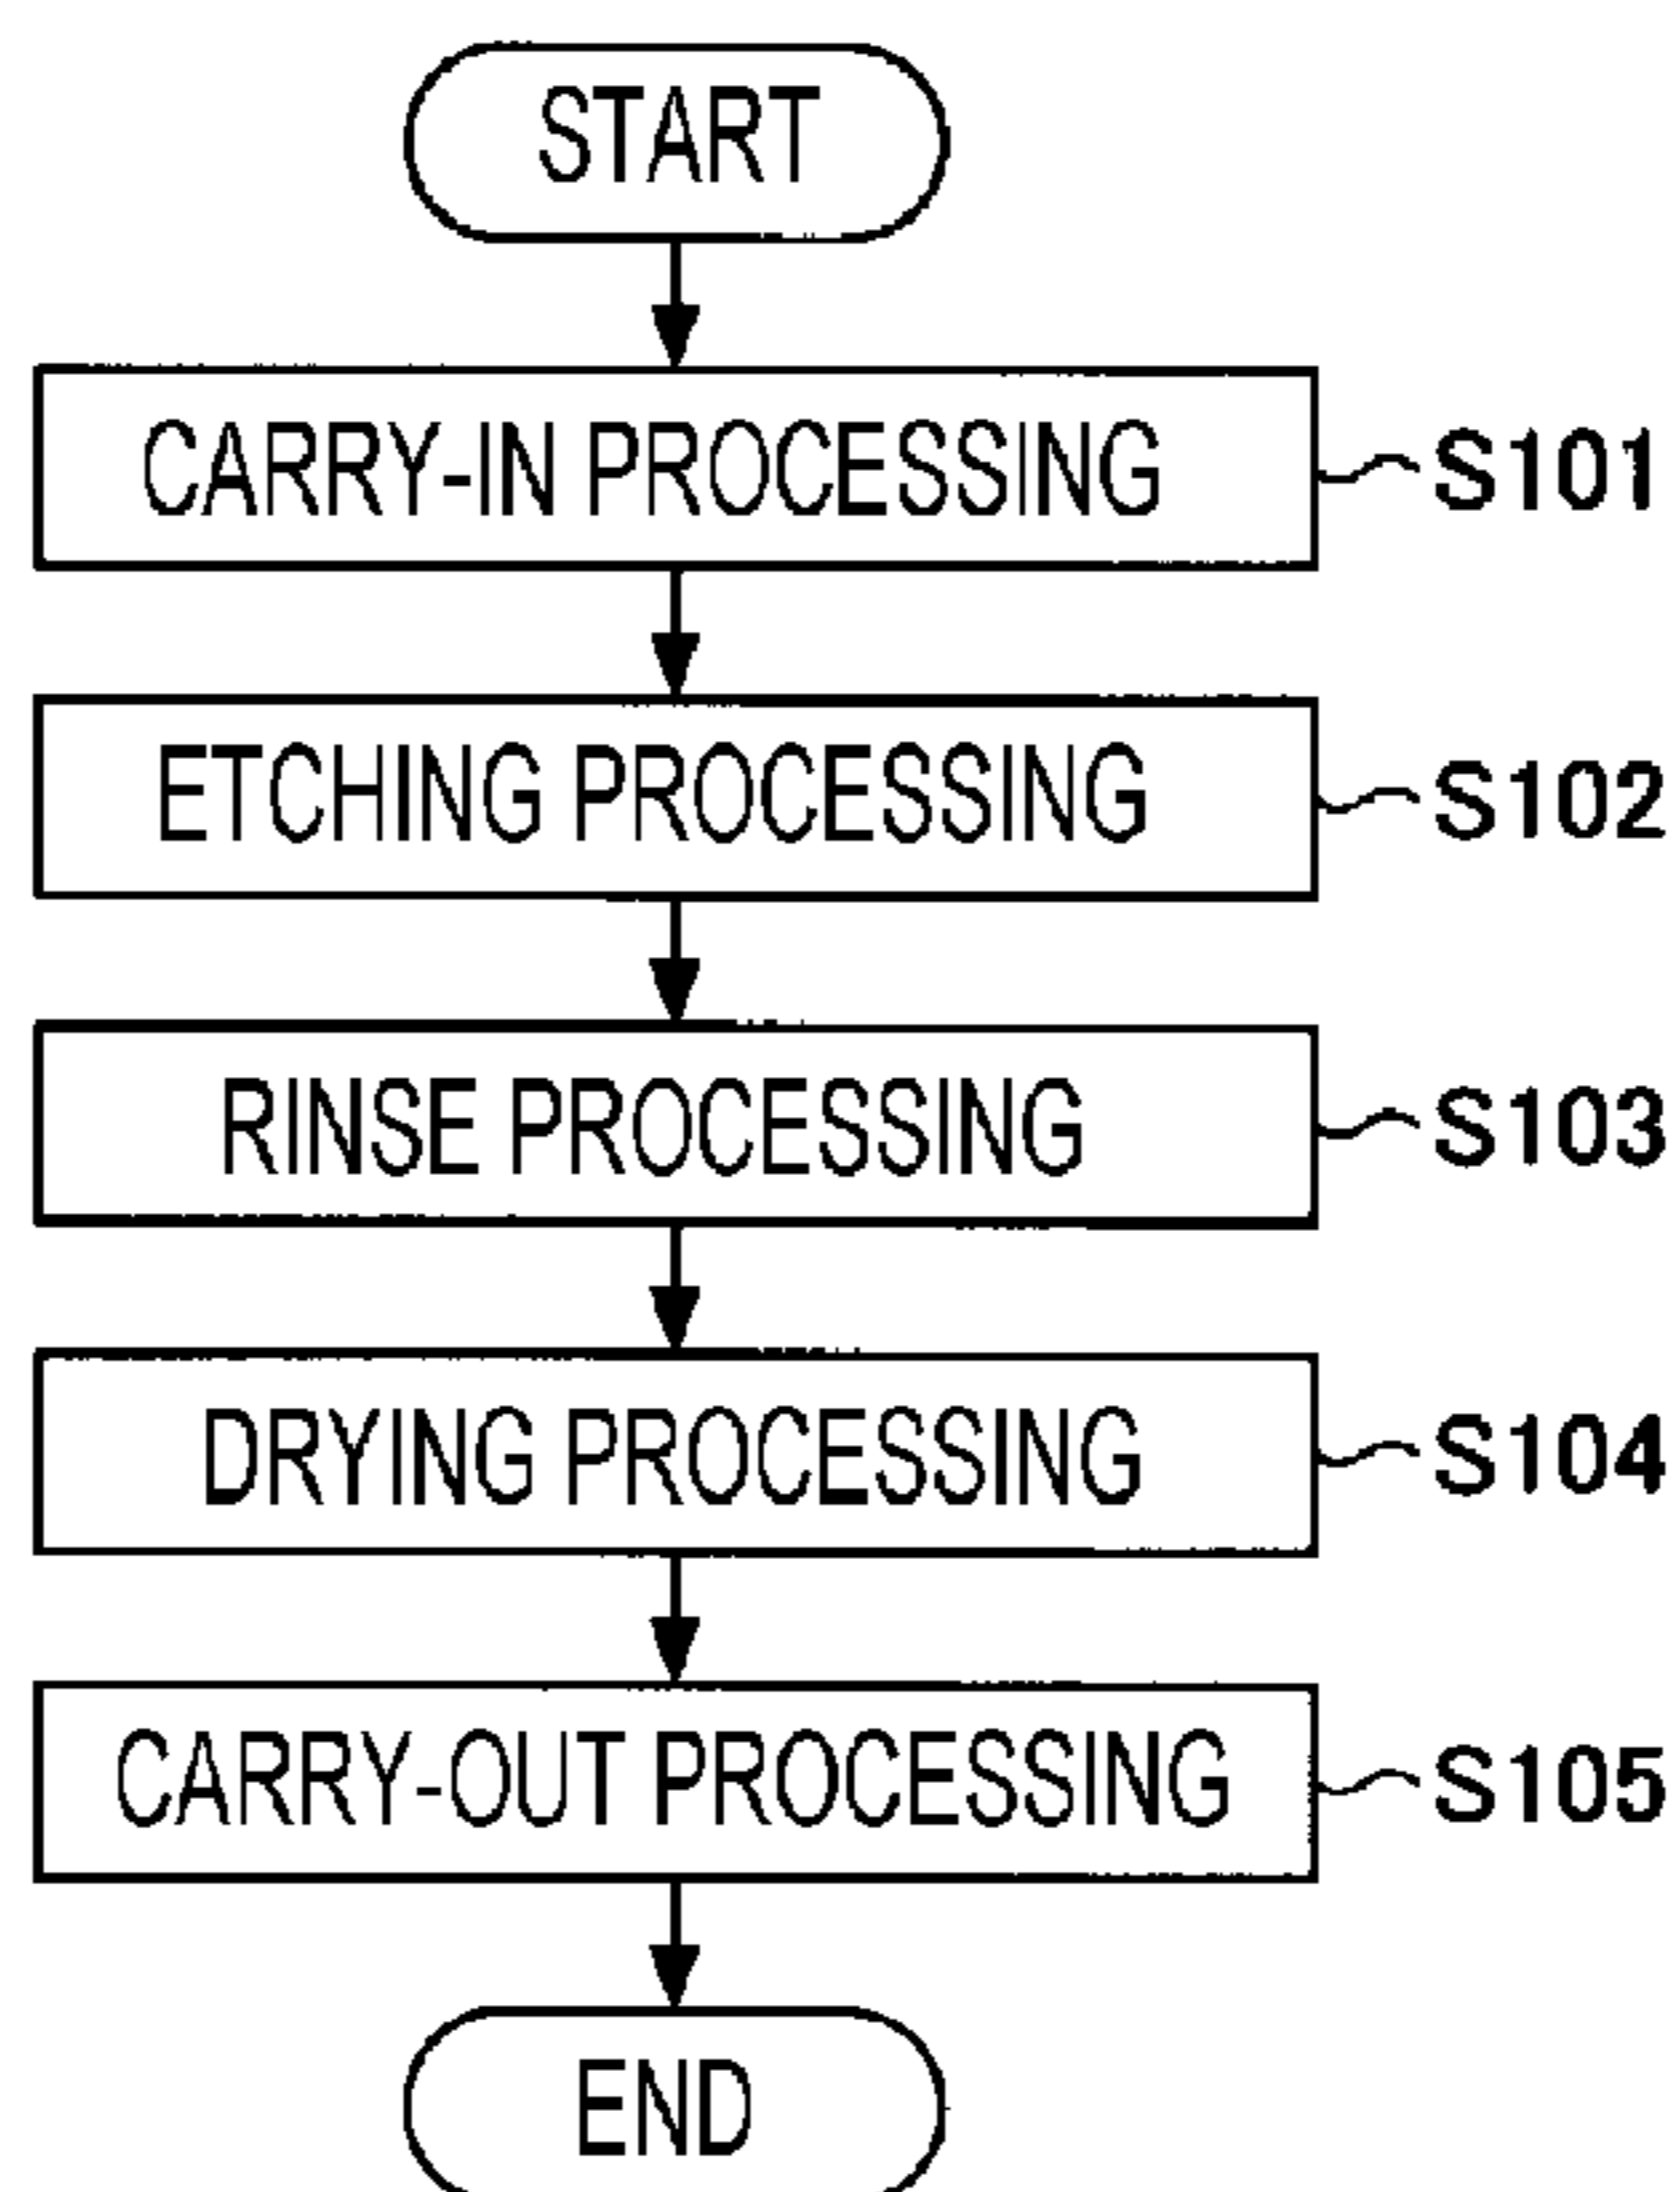 START
CARRY-IN PROCESSING S101
ETCHING PROCESSING S102
RINSE PROCESSING S103
DRYING PROCESSING S104
CARRY-OUT PROCESSING S105
END